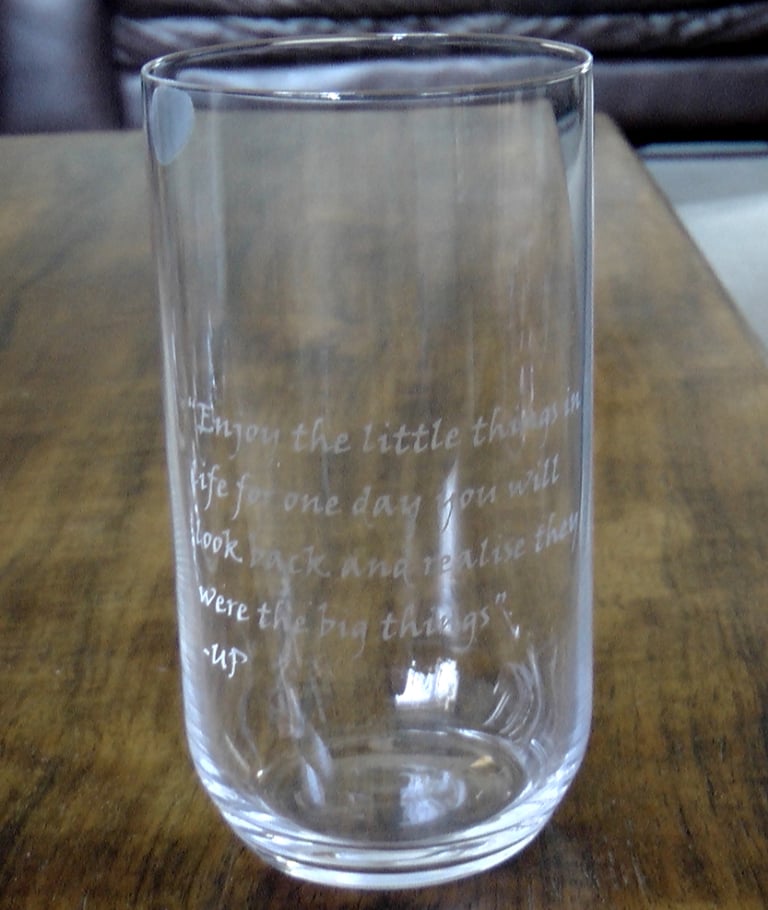 "Enjoy the little things in
life for one day you will
look back and realise they
were the big things"
-UP